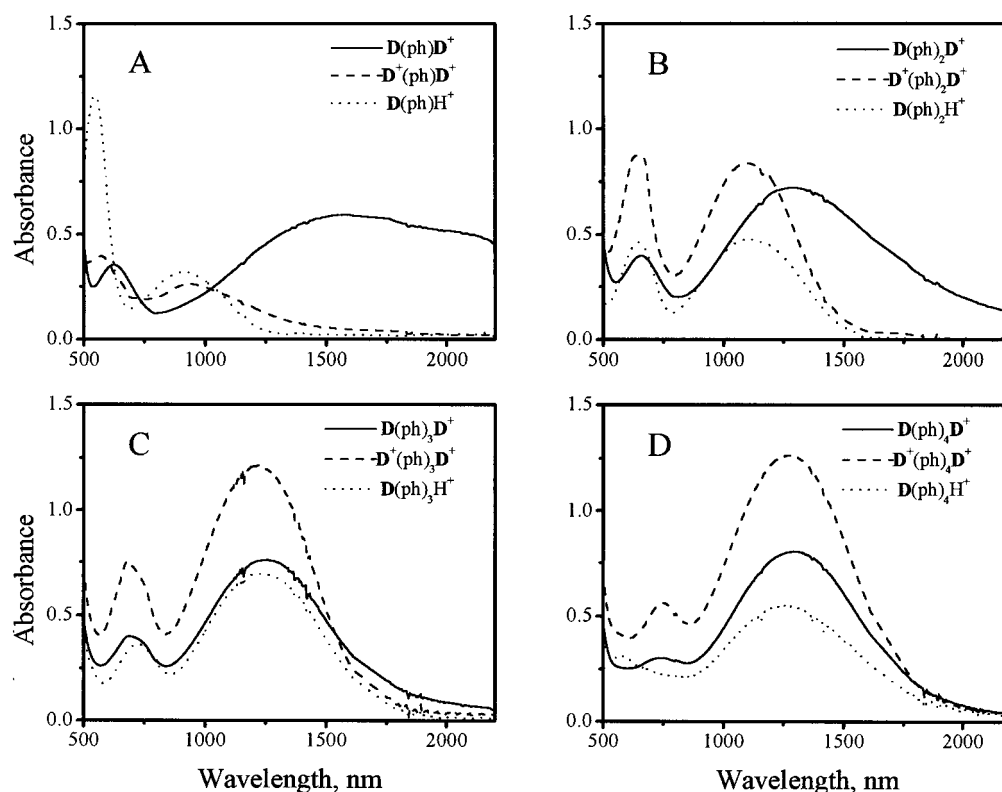 A
D(ph)D⁺
D⁺(ph)D⁺
D(ph)H⁺
B
D(ph)₂D⁺
D⁺(ph)₂D⁺
D(ph)₂H⁺
1.5
1.0
0.5
0.0
Absorbance
500 1000 1500 2000
1.5
1.0
0.5
0.0
500 1000 1500 2000
C
D(ph)₃D⁺
D⁺(ph)₃D⁺
D(ph)₃H⁺
D
D(ph)₄D⁺
D⁺(ph)₄D⁺
D(ph)₄H⁺
1.5
1.0
0.5
0.0
Absorbance
500 1000 1500 2000
Wavelength, nm
1.5
1.0
0.5
0.0
500 1000 1500 2000
Wavelength, nm